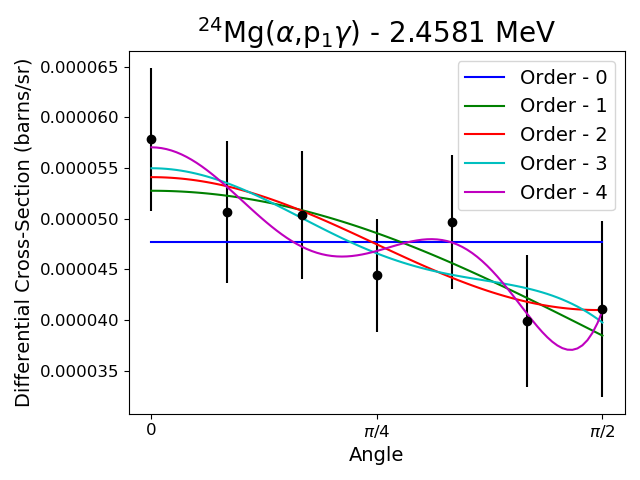 ²⁴Mg(α,p₁γ) - 2.4581 MeV
Differential Cross-Section (barns/sr)
0.000065
0.000060
0.000055
0.000050
0.000045
0.000040
0.000035
Order - 0
Order - 1
Order - 2
Order - 3
Order - 4
0 π/4 π/2
Angle